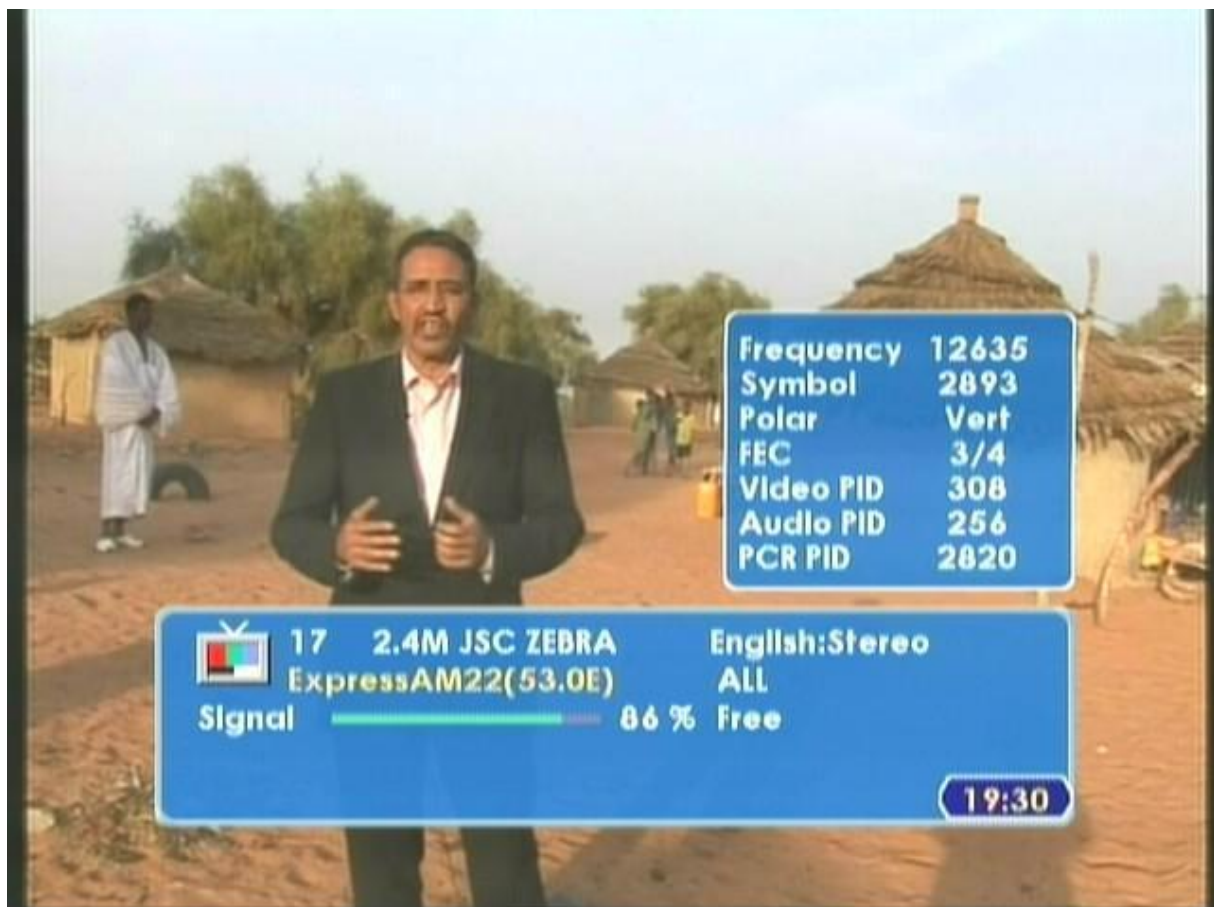 Frequency 12635
Symbol 2893
Polar Vert
FEC 3/4
Video PID 308
Audio PID 256
PCR PID 2820
17 2.4M JSC ZEBRA English:Stereo
ExpressAM22(53.0E) ALL
Signal 86 % Free
19:30